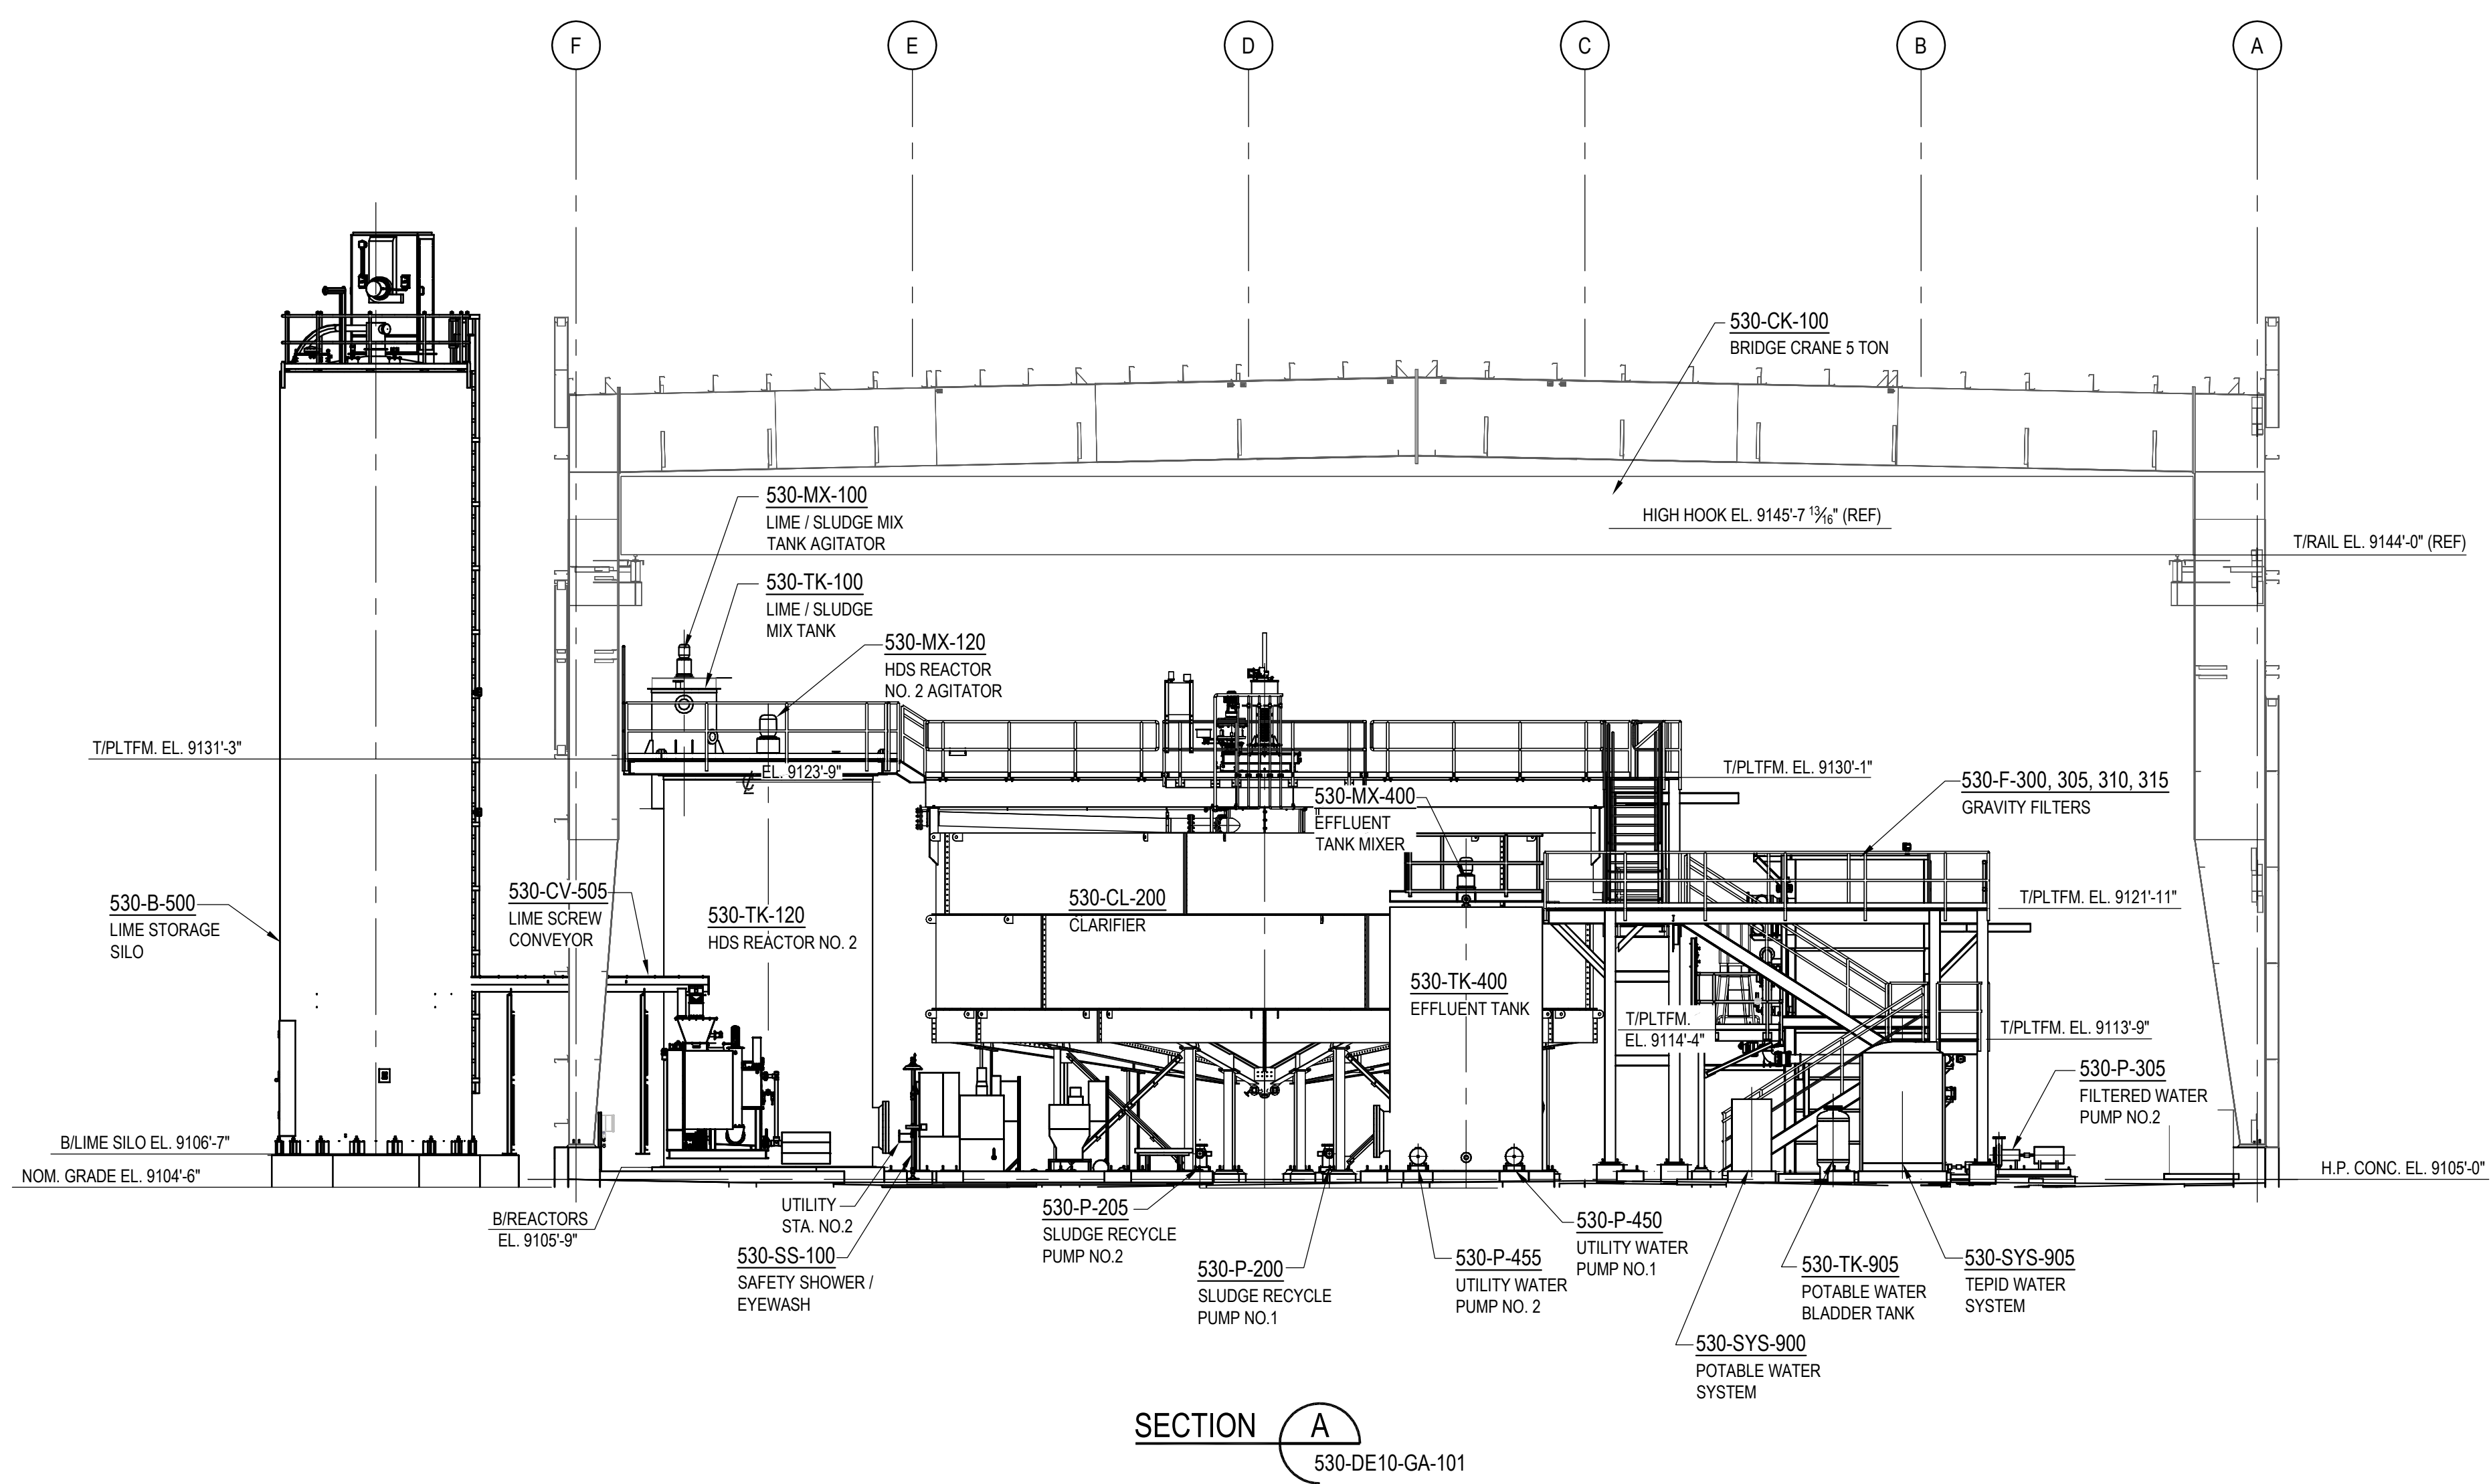 F
E
D
C
B
A
530-CK-100
BRIDGE CRANE 5 TON
530-MX-100
LIME / SLUDGE MIX
TANK AGITATOR
HIGH HOOK EL. 9145'-7 13/16" (REF)
T/RAIL EL. 9144'-0" (REF)
530-TK-100
LIME / SLUDGE
MIX TANK
530-MX-120
HDS REACTOR
NO. 2 AGITATOR
T/PLTFM. EL. 9131'-3"
EL. 9123'-9"
T/PLTFM. EL. 9130'-1"
530-MX-400
EFFLUENT
TANK MIXER
530-F-300, 305, 310, 315
GRAVITY FILTERS
530-B-500
LIME STORAGE
SILO
530-CV-505
LIME SCREW
CONVEYOR
530-TK-120
HDS REACTOR NO. 2
530-CL-200
CLARIFIER
T/PLTFM. EL. 9121'-11"
530-TK-400
EFFLUENT TANK
T/PLTFM.
EL. 9114'-4"
T/PLTFM. EL. 9113'-9"
530-P-305
FILTERED WATER
PUMP NO.2
B/LIME SILO EL. 9106'-7"
NOM. GRADE EL. 9104'-6"
H.P. CONC. EL. 9105'-0"
B/REACTORS
EL. 9105'-9"
UTILITY
STA. NO.2
530-SS-100
SAFETY SHOWER /
EYEWASH
530-P-205
SLUDGE RECYCLE
PUMP NO.2
530-P-200
SLUDGE RECYCLE
PUMP NO.1
530-P-455
UTILITY WATER
PUMP NO. 2
530-P-450
UTILITY WATER
PUMP NO.1
530-TK-905
POTABLE WATER
BLADDER TANK
530-SYS-905
TEPID WATER
SYSTEM
530-SYS-900
POTABLE WATER
SYSTEM
SECTION A
530-DE10-GA-101